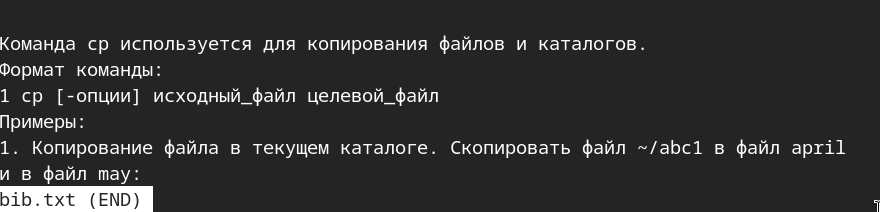 Команда cp используется для копирования файлов и каталогов.
Формат команды:
1 cp [-опции] исходный_файл целевой_файл
Примеры:
1. Копирование файла в текущем каталоге. Скопировать файл ~/abc1 в файл april
и в файл may:
bib.txt (END)